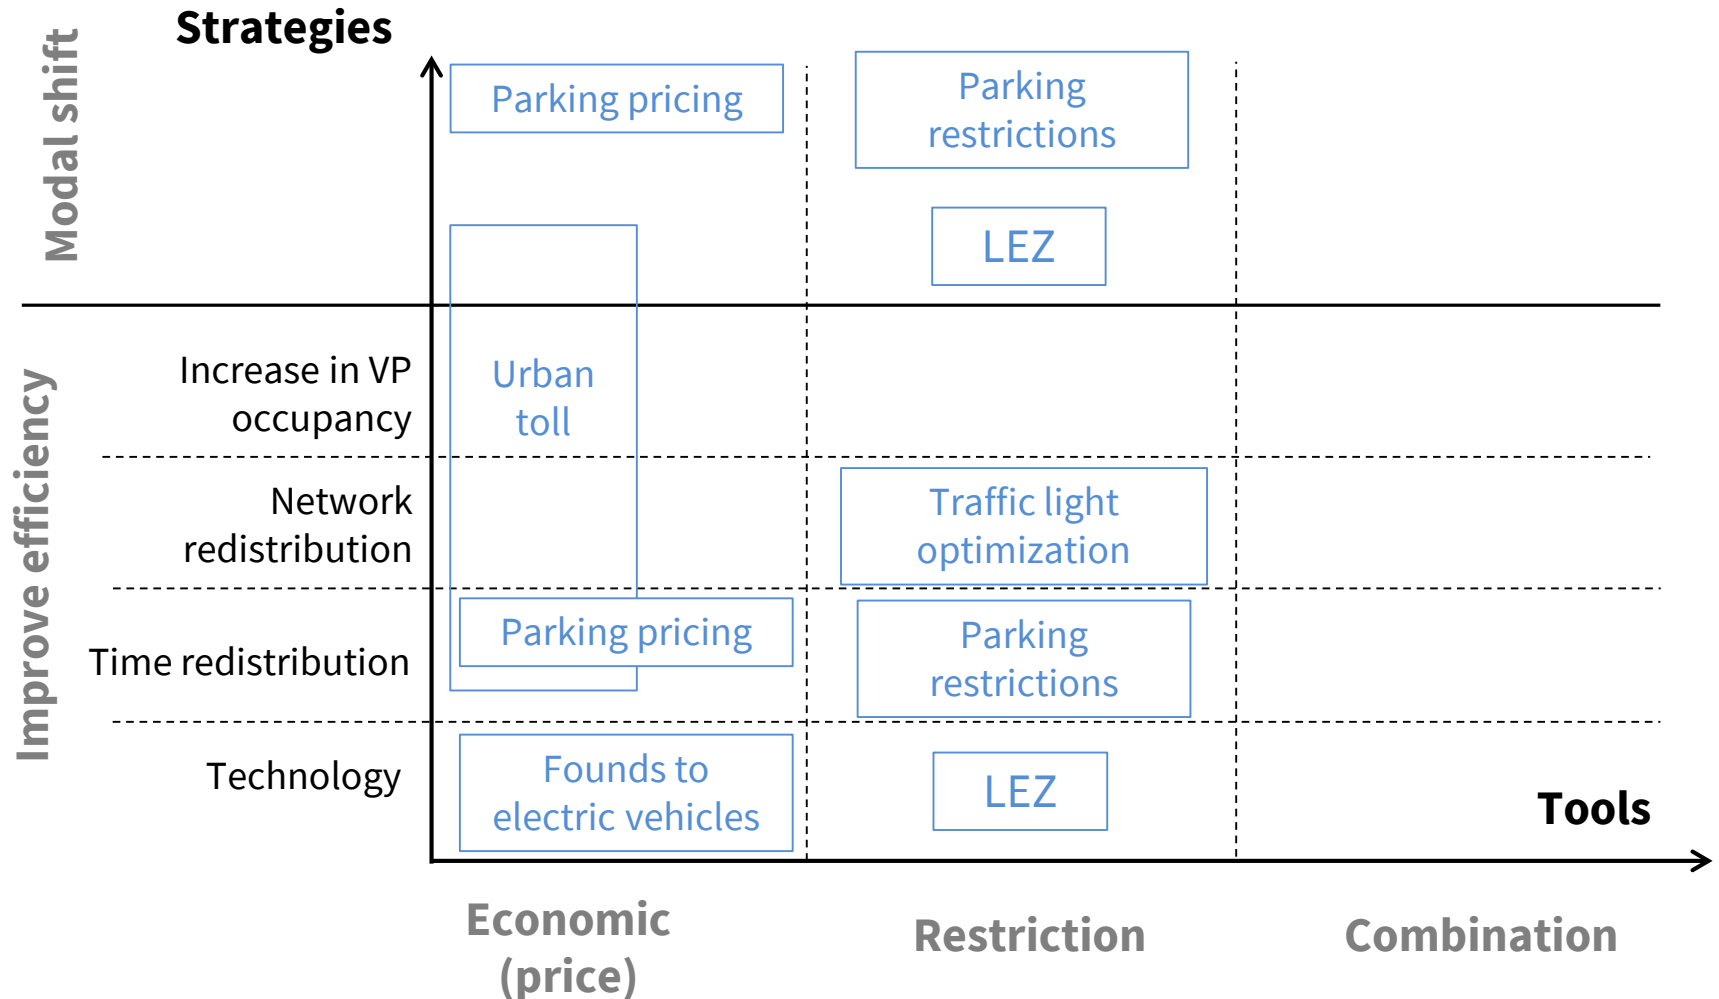 Strategies
Modal shift
Parking pricing
Parking
restrictions
LEZ
Improve efficiency
Increase in VP
occupancy
Urban
toll
Network
redistribution
Traffic light
optimization
Time redistribution
Parking pricing
Parking
restrictions
Technology
Founds to
electric vehicles
LEZ
Tools
Economic
(price)
Restriction
Combination